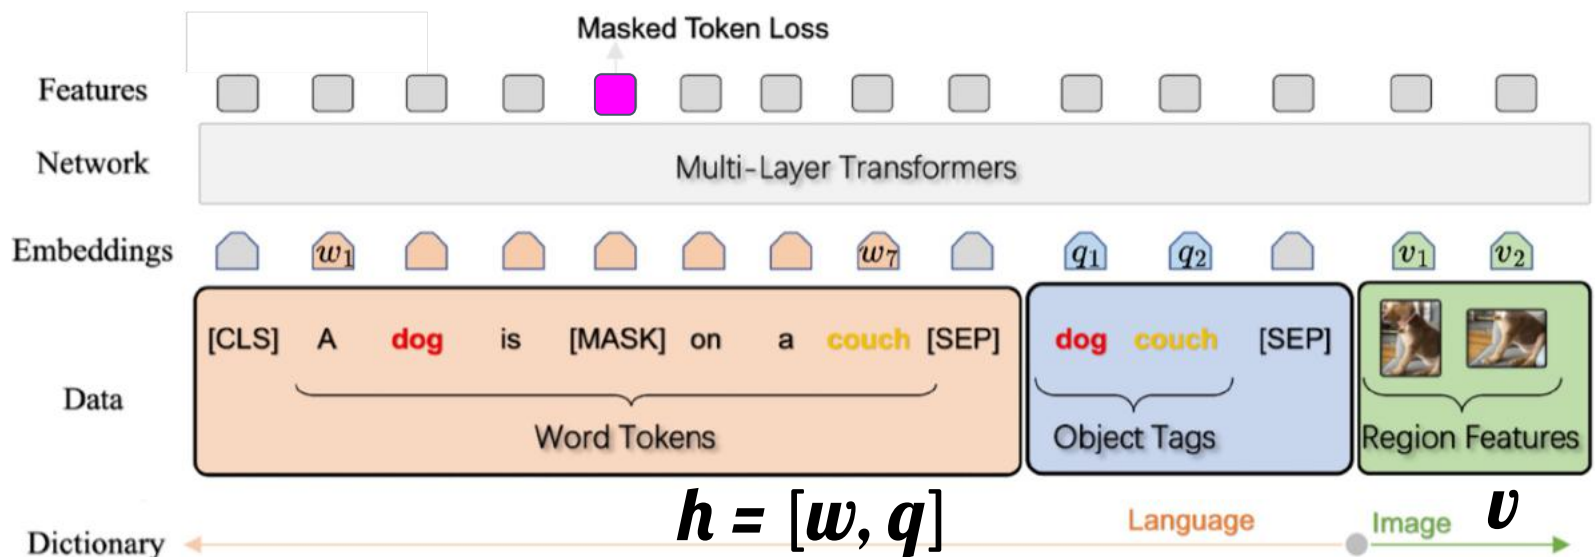 Masked Token Loss
Features
Network
Multi-Layer Transformers
Embeddings w₁ w₇ q₁ q₂ v₁ v₂
[CLS] A dog is [MASK] on a couch [SEP] dog couch [SEP]
Data
Word Tokens Object Tags Region Features
h = [w, q] Language Image v
Dictionary